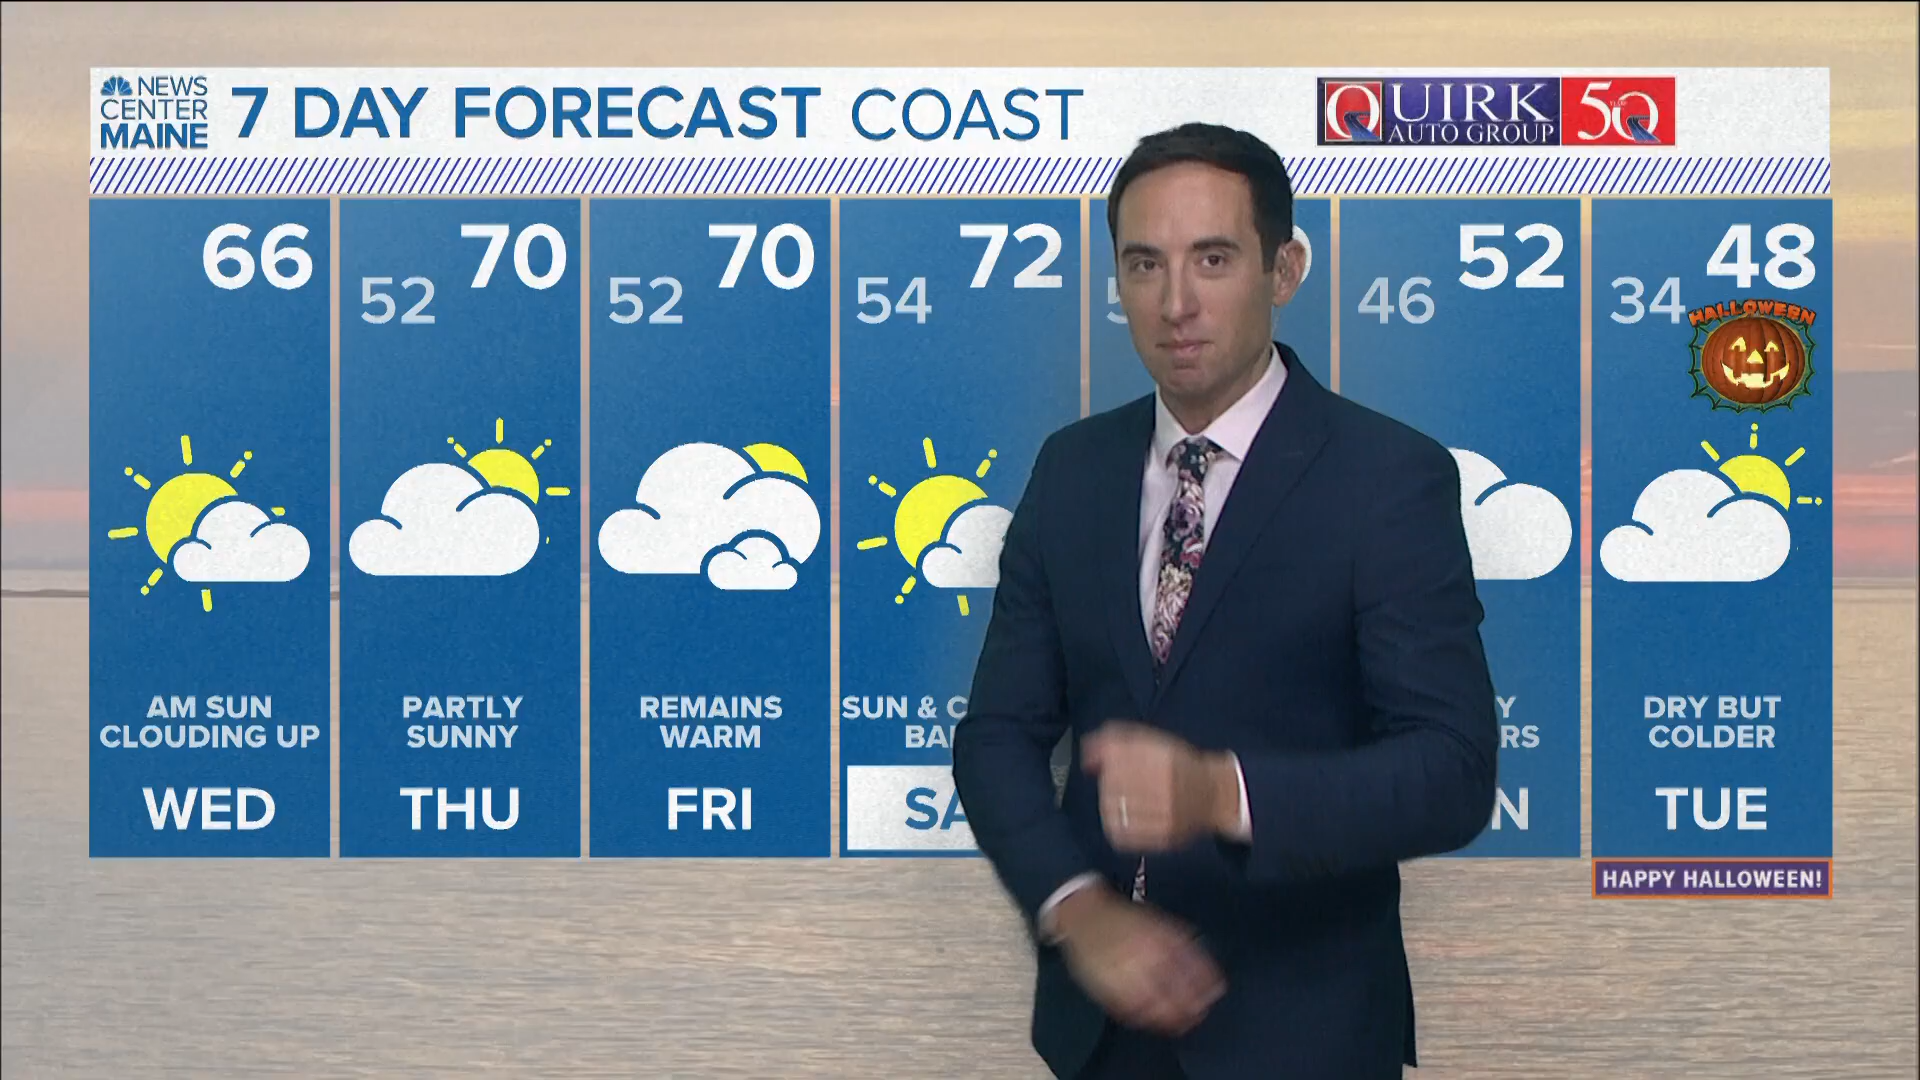 NEWS
CENTER
MAINE
7 DAY FORECAST COAST
QUIRK
AUTO GROUP
50
YEARS
66
52 70
52 70
54 72
46 52
34 48
HALLOWEEN
AM SUN
CLOUDING UP
WED
PARTLY
SUNNY
THU
REMAINS
WARM
FRI
SUN &
DRY BUT
COLDER
TUE
HAPPY HALLOWEEN!